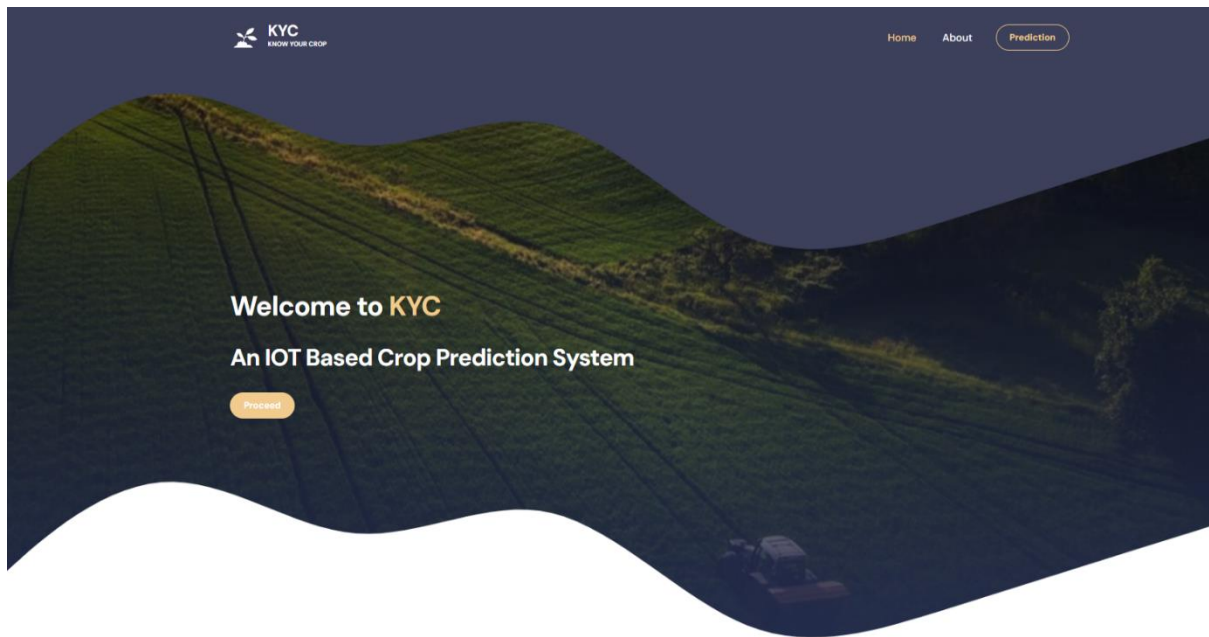 KYC
KNOW YOUR CROP
Home About Prediction
Welcome to KYC
An IOT Based Crop Prediction System
Proceed